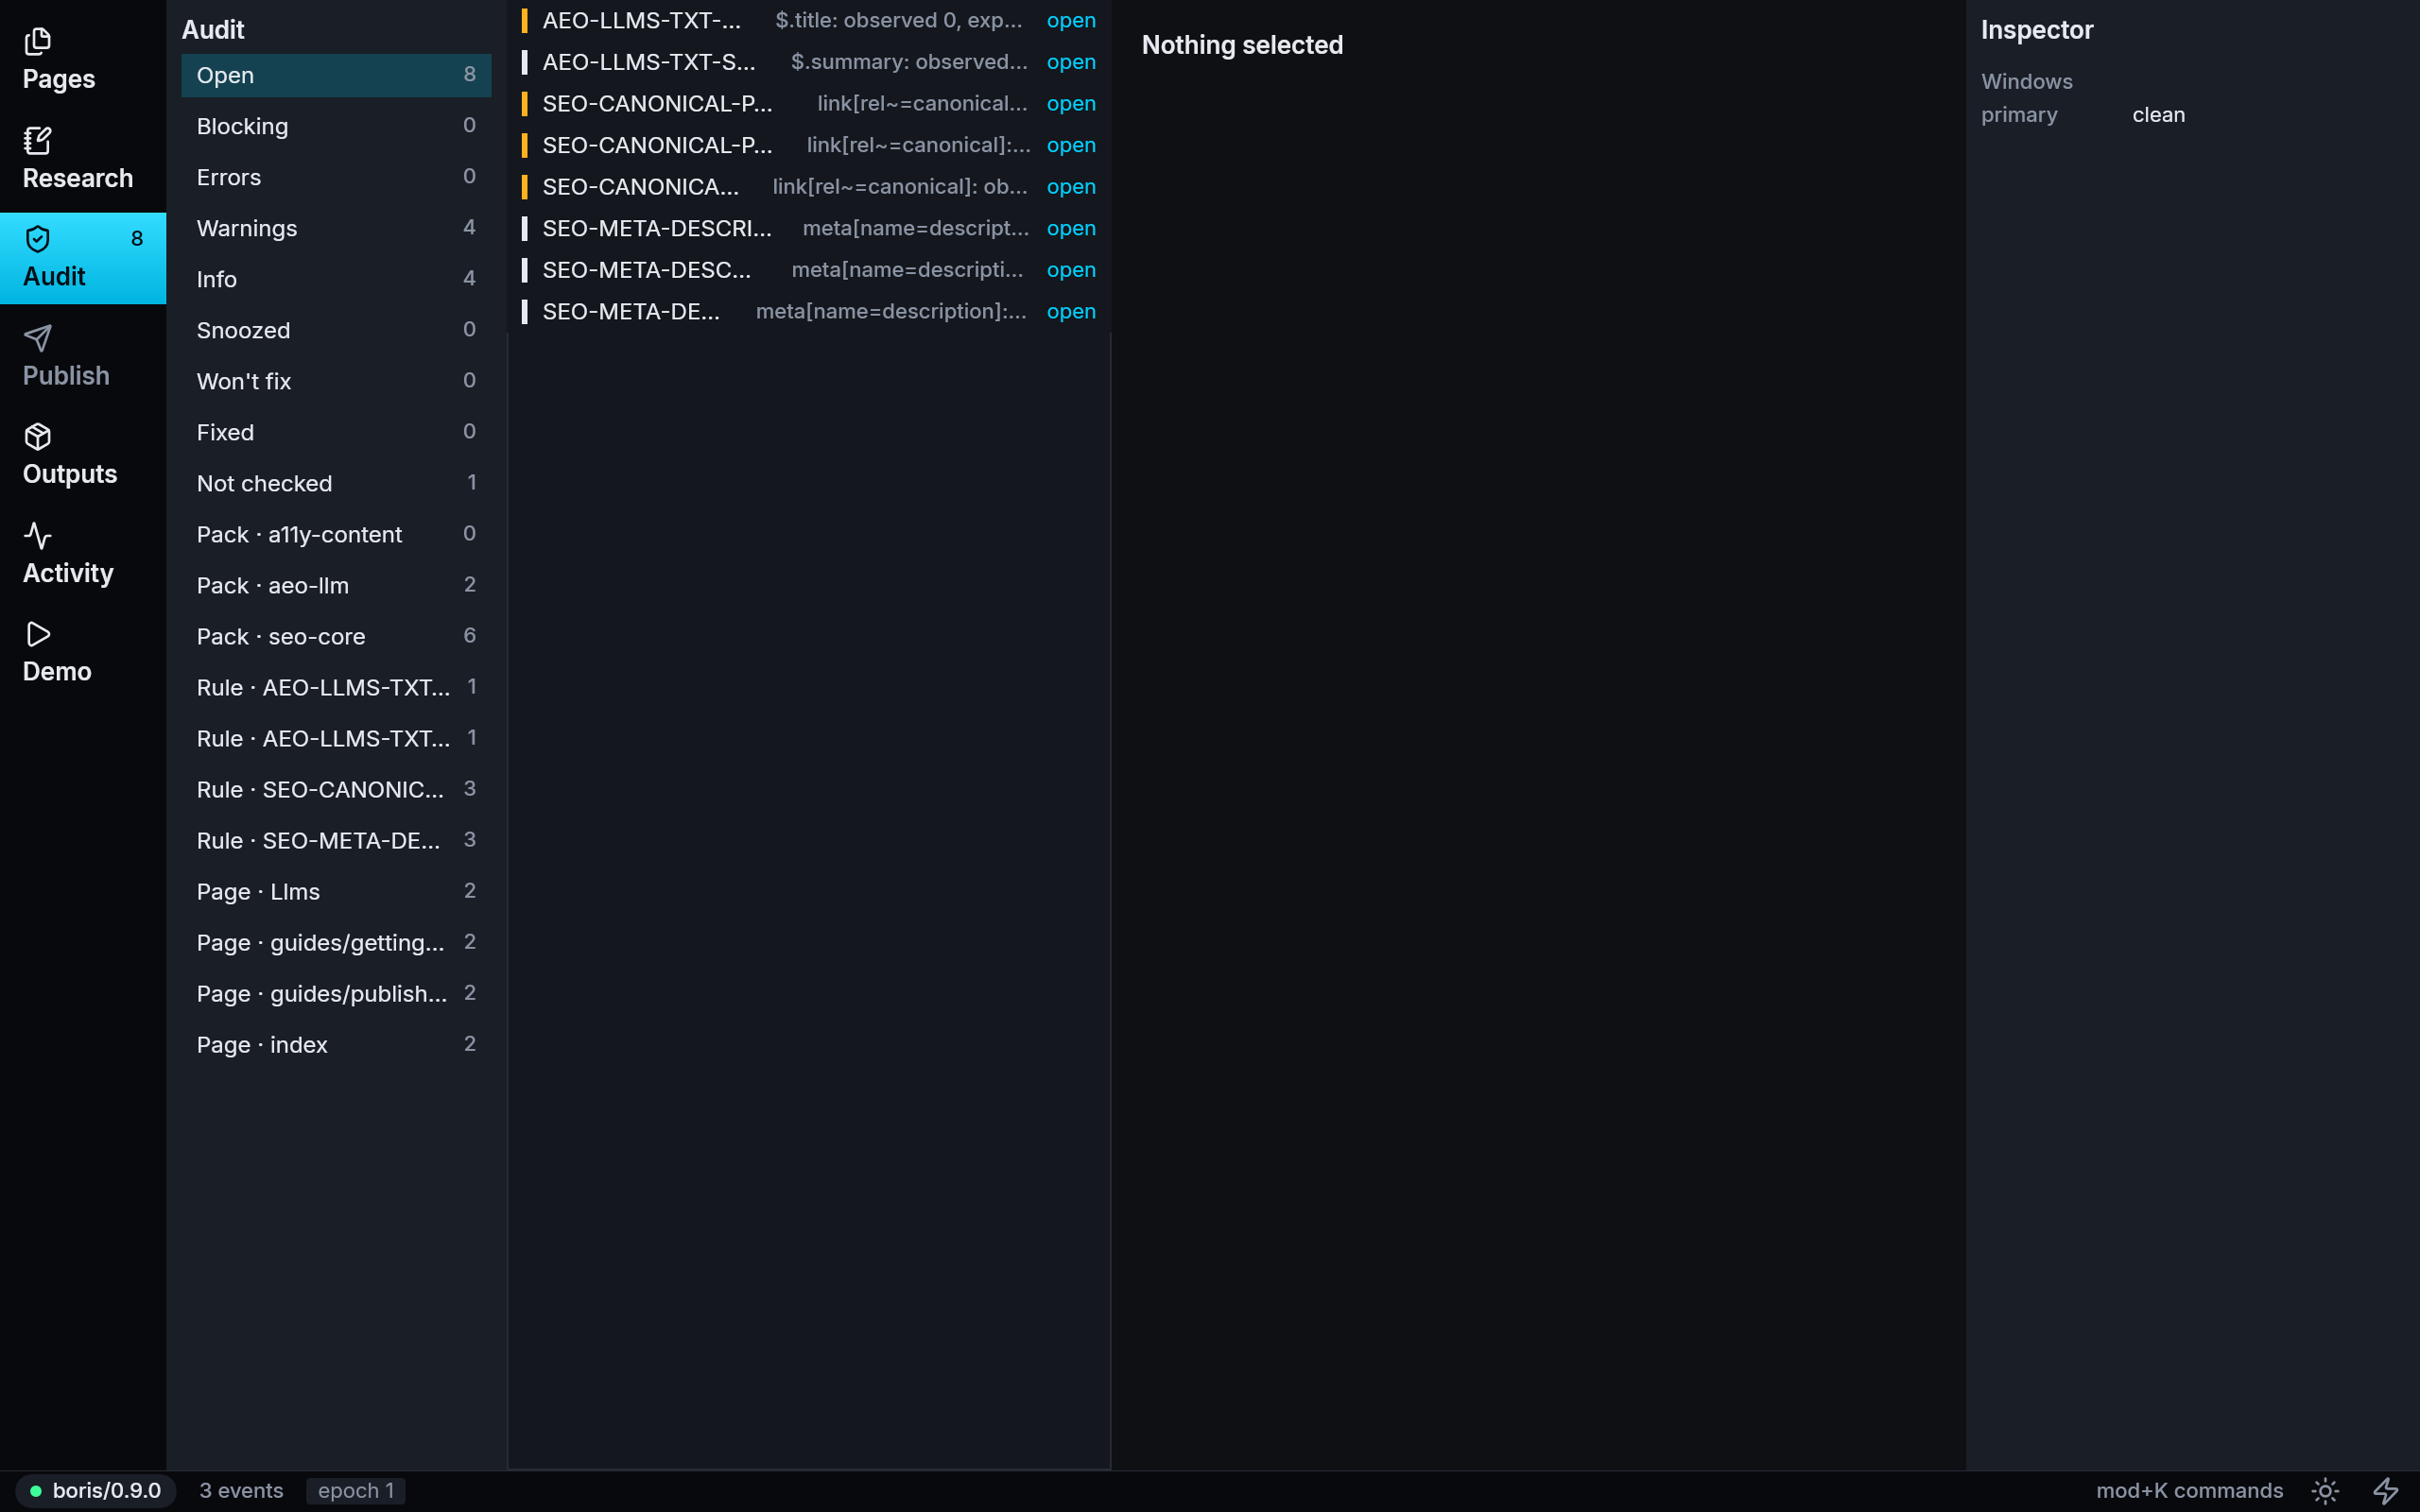 Pages
Research
8
Audit
Publish
Outputs
Activity
Demo
Audit
Open 8
Blocking 0
Errors 0
Warnings 4
Info 4
Snoozed 0
Won't fix 0
Fixed 0
Not checked 1
Pack · a11y-content 0
Pack · aeo-llm 2
Pack · seo-core 6
Rule · AEO-LLMS-TXT... 1
Rule · AEO-LLMS-TXT... 1
Rule · SEO-CANONIC... 3
Rule · SEO-META-DE... 3
Page · Llms 2
Page · guides/getting... 2
Page · guides/publish... 2
Page · index 2
AEO-LLMS-TXT-... $.title: observed 0, exp... open
AEO-LLMS-TXT-S... $.summary: observed... open
SEO-CANONICAL-P... link[rel~=canonical... open
SEO-CANONICAL-P... link[rel~=canonical]:... open
SEO-CANONICA... link[rel~=canonical]: ob... open
SEO-META-DESCRI... meta[name=descript... open
SEO-META-DESC... meta[name=descripti... open
SEO-META-DE... meta[name=description]:... open
Nothing selected
Inspector
Windows
primary clean
boris/0.9.0 3 events epoch 1
mod+K commands